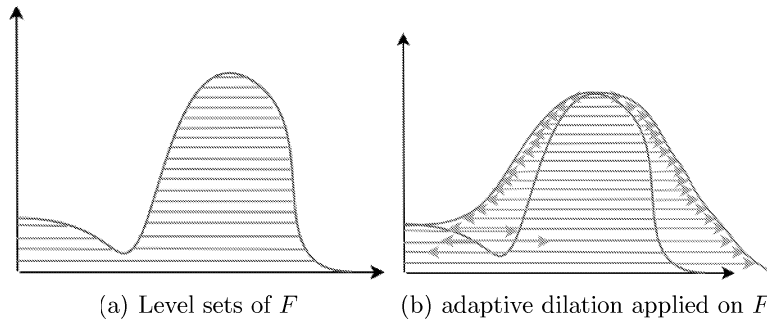 (a) Level sets of F
(b) adaptive dilation applied on F